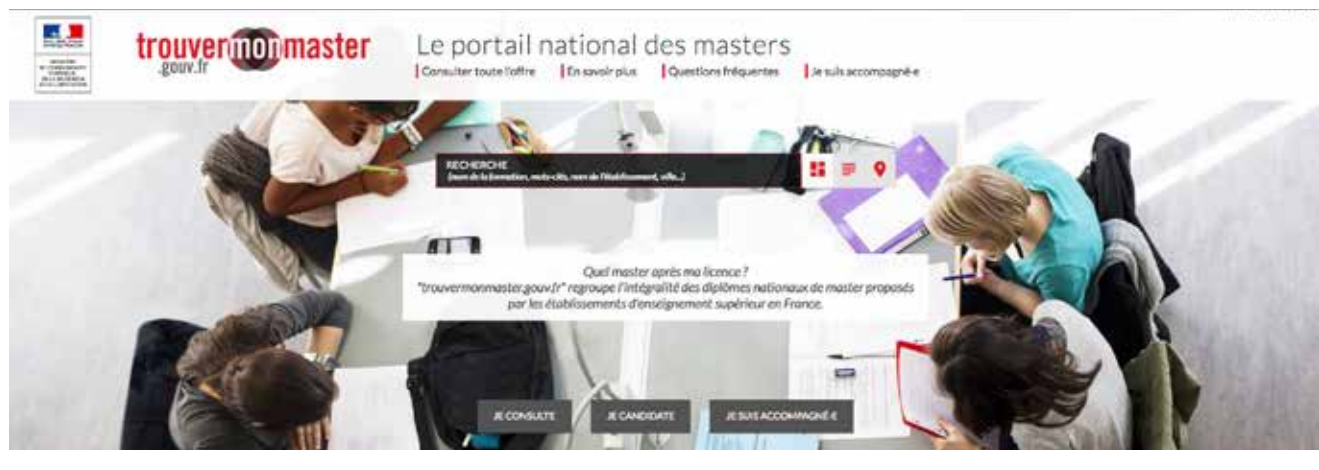 trouvermonmaster
.gouv.fr
Le portail national des masters
Consulter toute l'offre
En savoir plus
Questions fréquentes
Je suis accompagné·e
RECHERCHE
(nom de la formation, mots-clés, nom de l'établissement, ville...)
Quel master après ma licence ?
"trouvermonmaster.gouv.fr" regroupe l'intégralité des diplômes nationaux de master proposés
par les établissements d'enseignement supérieur en France.
JE CONSULTE
JE CANDIDATE
JE SUIS ACCOMPAGNÉ·E